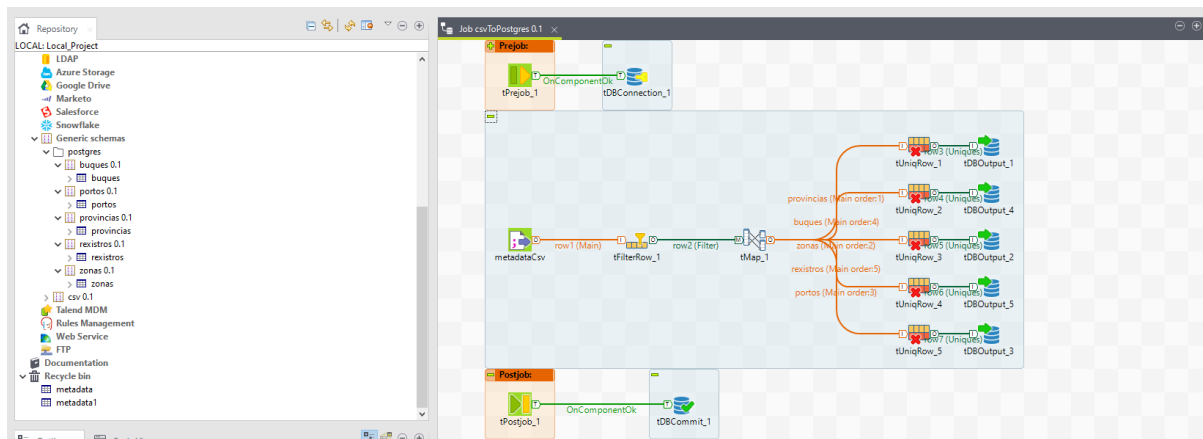 Repository
LOCAL: Local_Project
LDAP
Azure Storage
Google Drive
Marketo
Salesforce
Snowflake
Generic schemas
postgres
buques 0.1
buques
portos 0.1
portos
provincias 0.1
provincias
rexistros 0.1
rexistros
zonas 0.1
zonas
csv 0.1
Talend MDM
Rules Management
Web Service
FTP
Documentation
Recycle bin
metadata
metadata1
Job csvToPostgres 0.1
Prejob:
OnComponentOk
tPrejob_1
tDBConnection_1
row3 (Uniques)
tUniqRow_1
tDBOutput_1
provincias (Main order:1)
row4 (Uniques)
tUniqRow_2
tDBOutput_4
buques (Main order:4)
row1 (Main)
row2 (Filter)
zonas (Main order:2)
row5 (Uniques)
metadataCsv
tFilterRow_1
tMap_1
tUniqRow_3
tDBOutput_2
rexistros (Main order:5)
portos (Main order:3)
row6 (Uniques)
tUniqRow_4
tDBOutput_5
row7 (Uniques)
tUniqRow_5
tDBOutput_3
Postjob:
OnComponentOk
tPostjob_1
tDBCommit_1